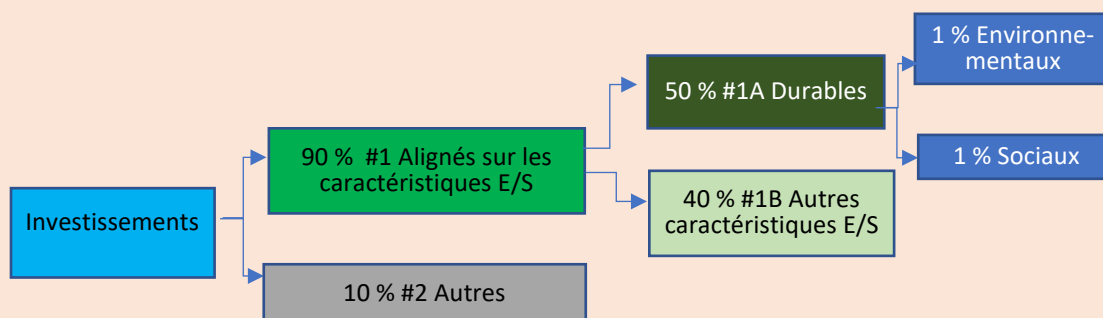 Investissements
90 % #1 Alignés sur les
caractéristiques E/S
10 % #2 Autres
50 % #1A Durables
40 % #1B Autres
caractéristiques E/S
1 % Environne-
mentaux
1 % Sociaux